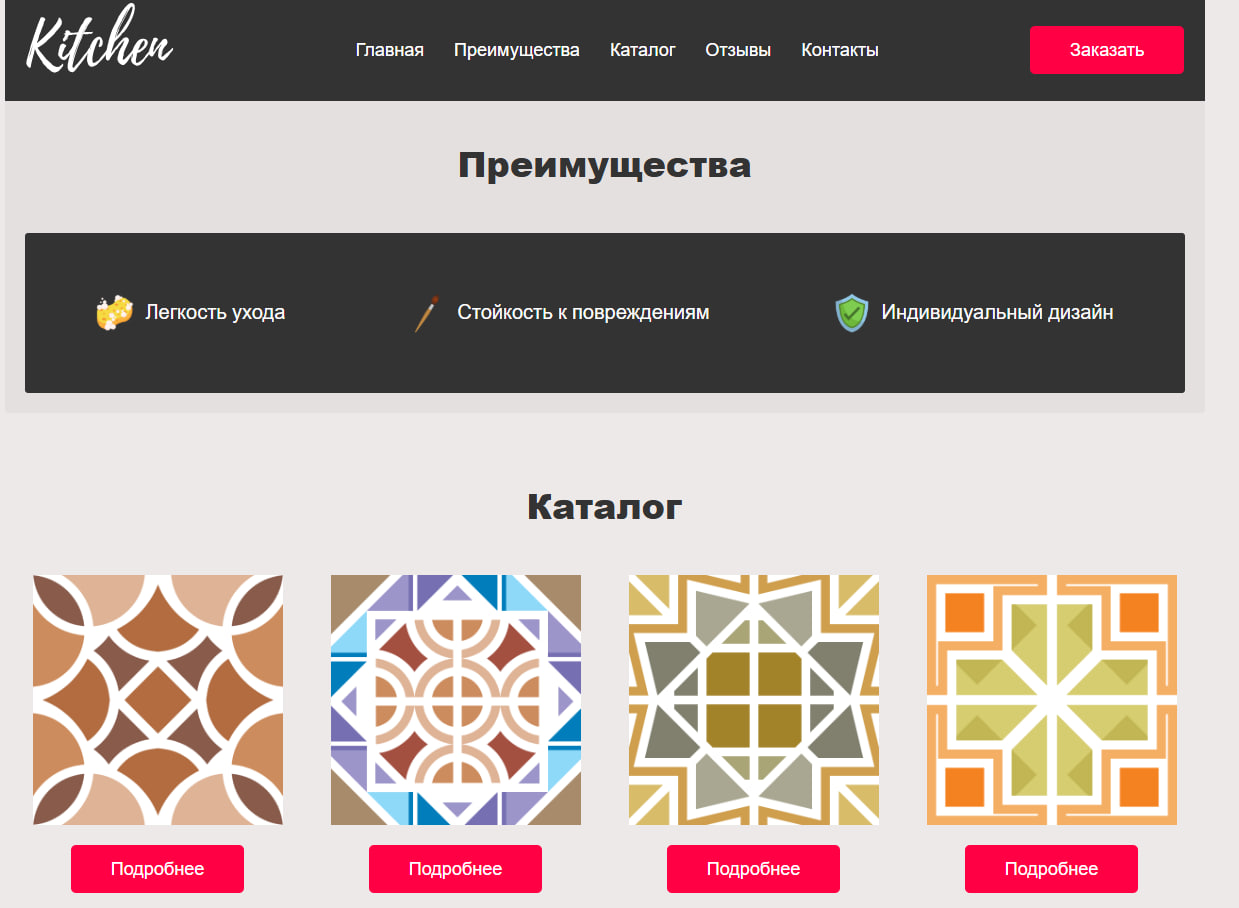 Kitchen
Главная Преимущества Каталог Отзывы Контакты Заказать
Преимущества
Легкость ухода Стойкость к повреждениям Индивидуальный дизайн
Каталог
Подробнее Подробнее Подробнее Подробнее